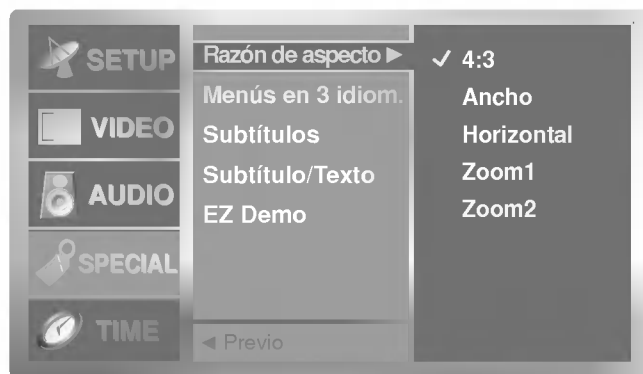 SETUP
VIDEO
AUDIO
SPECIAL
TIME
Razón de aspecto ►
Menús en 3 idiom.
Subtítulos
Subtítulo/Texto
EZ Demo
◄ Previo
✓ 4:3
Ancho
Horizontal
Zoom1
Zoom2